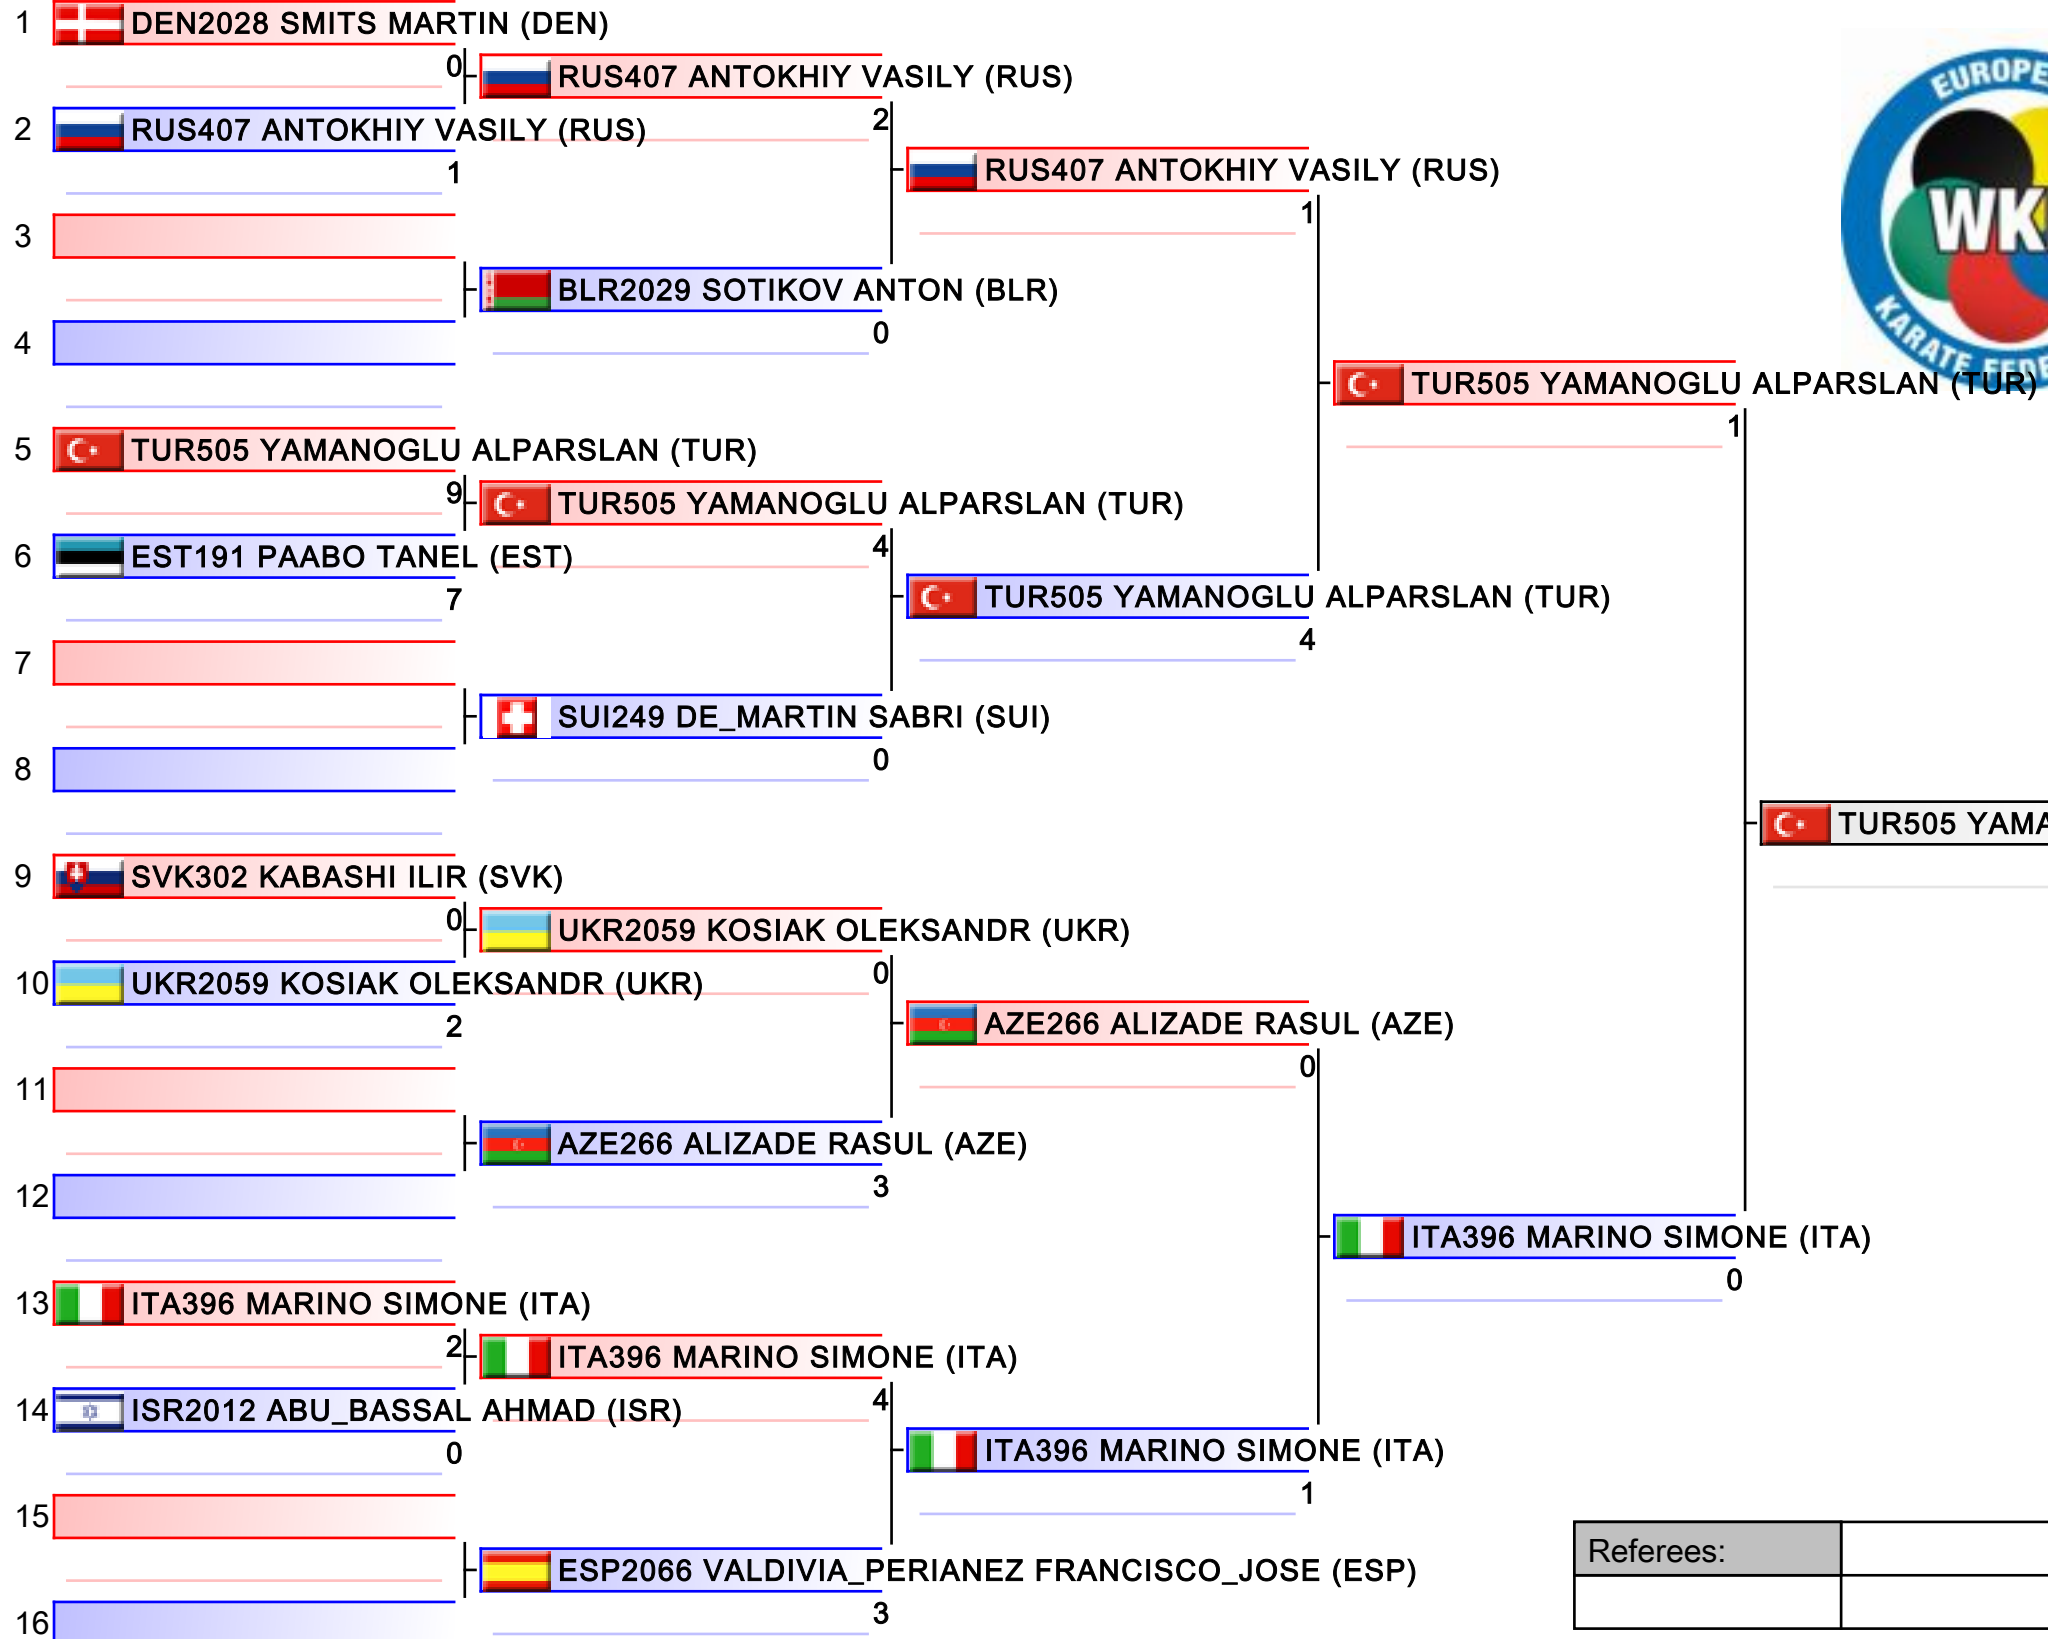 1 DEN2028 SMITS MARTIN (DEN)
0
RUS407 ANTOKHIY VASILY (RUS)
2
2 RUS407 ANTOKHIY VASILY (RUS)
1
RUS407 ANTOKHIY VASILY (RUS)
1
3
BLR2029 SOTIKOV ANTON (BLR)
0
4
TUR505 YAMANOGLU ALPARSLAN (TUR)
1
5 TUR505 YAMANOGLU ALPARSLAN (TUR)
9
TUR505 YAMANOGLU ALPARSLAN (TUR)
4
6 EST191 PAABO TANEL (EST)
7
TUR505 YAMANOGLU ALPARSLAN (TUR)
4
7
SUI249 DE_MARTIN SABRI (SUI)
0
8
TUR505 YAMA
9 SVK302 KABASHI ILIR (SVK)
0
UKR2059 KOSIAK OLEKSANDR (UKR)
0
10 UKR2059 KOSIAK OLEKSANDR (UKR)
2
AZE266 ALIZADE RASUL (AZE)
0
11
AZE266 ALIZADE RASUL (AZE)
3
12
ITA396 MARINO SIMONE (ITA)
0
13 ITA396 MARINO SIMONE (ITA)
2
ITA396 MARINO SIMONE (ITA)
4
14 ISR2012 ABU_BASSAL AHMAD (ISR)
0
ITA396 MARINO SIMONE (ITA)
1
15
ESP2066 VALDIVIA_PERIANEZ FRANCISCO_JOSE (ESP)
3
16
EUROPE
WK
KARATE FEDE
Referees: